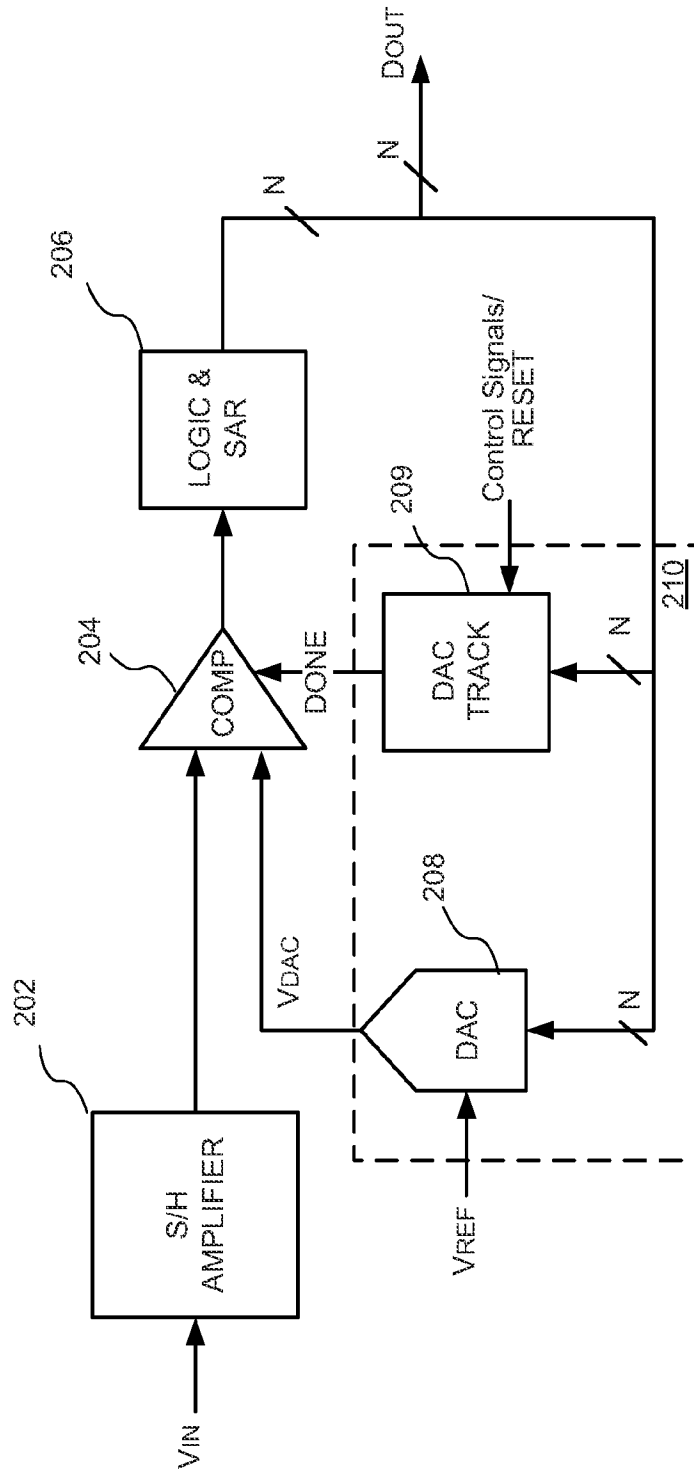 VIN
S/H
AMPLIFIER
202
VREF
VDAC
DAC
208
COMP
204
DONE
DAC
TRACK
209
Control Signals/
RESET
210
LOGIC &
SAR
206
N
N
N
N
DOUT